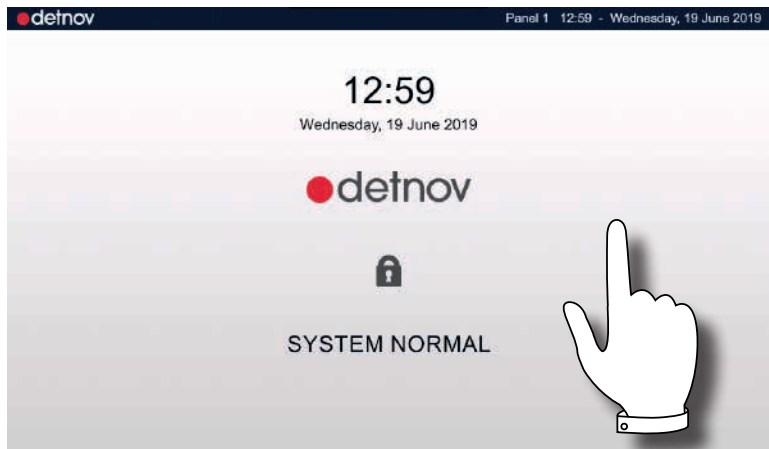 detnov Panel 1 12:59 - Wednesday, 19 June 2019
12:59
Wednesday, 19 June 2019
detnov
SYSTEM NORMAL